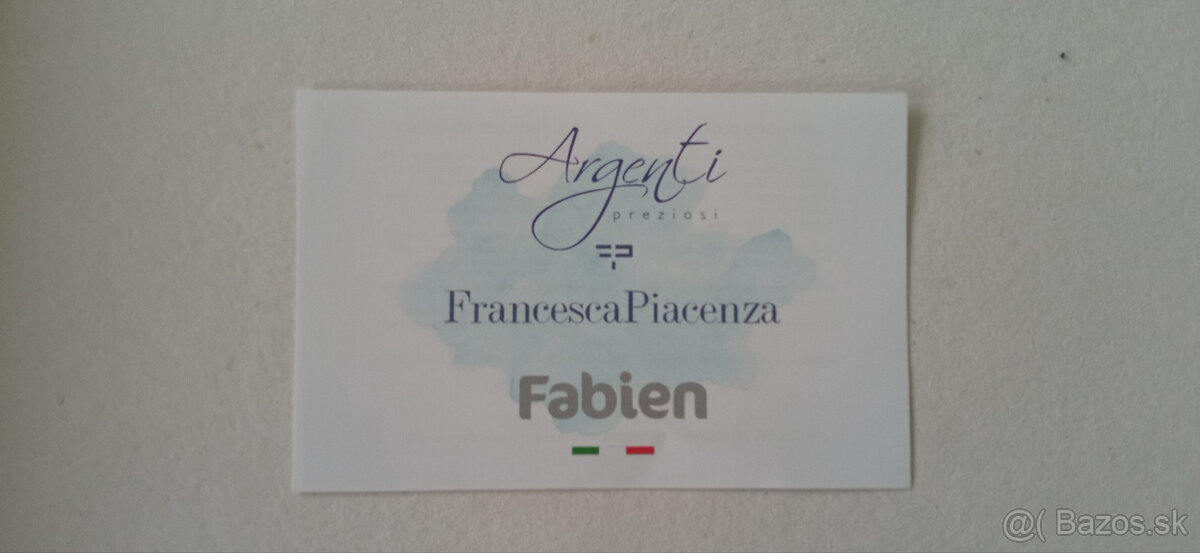 Argenti
preziosi
FP
FrancescaPiacenza
Fabien
@( Bazos.sk